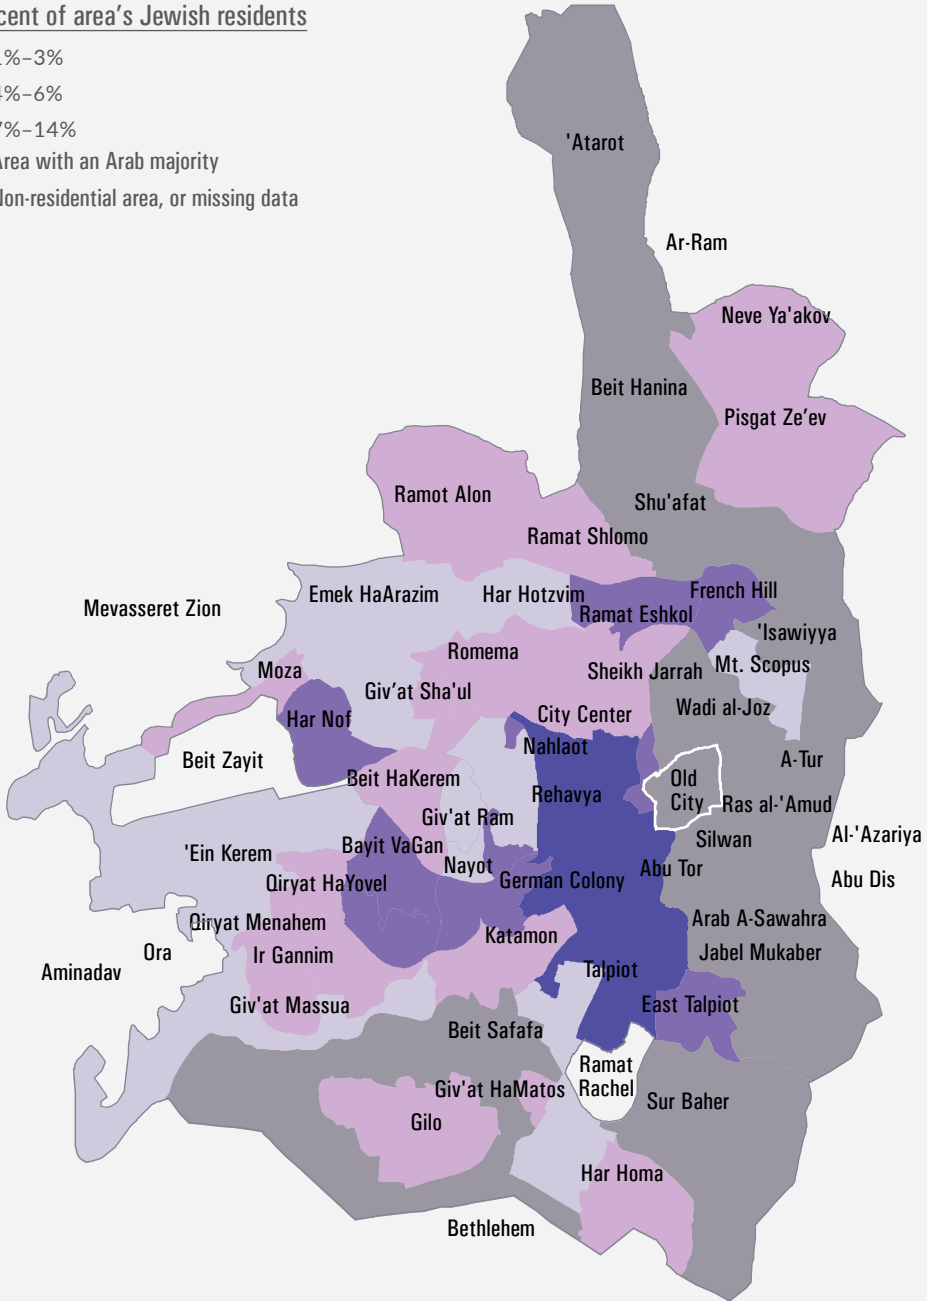 cent of area's Jewish residents
%–3%
%–6%
%–14%
Area with an Arab majority
Non-residential area, or missing data
'Atarot
Ar-Ram
Neve Ya'akov
Beit Hanina
Pisgat Ze’ev
Ramot Alon
Shu'afat
Ramat Shlomo
Emek HaArazim
Har Hotzvim
French Hill
Mevasseret Zion
Ramat Eshkol
'Isawiyya
Romema
Moza
Sheikh Jarrah
Mt. Scopus
Giv’at Sha'ul
Wadi al-Joz
Har Nof
City Center
Nahlaot
Beit Zayit
A-Tur
Beit HaKerem
Rehavya
Old
City
Ras al-'Amud
Giv'at Ram
Al-'Azariya
'Ein Kerem
Bayit VaGan
Silwan
Nayot
Abu Tor
Qiryat HaYovel
German Colony
Abu Dis
Qiryat Menahem
Arab A-Sawahra
Katamon
Ora
Ir Gannim
Jabel Mukaber
Aminadav
Talpiot
Giv'at Massua
East Talpiot
Beit Safafa
Ramat
Rachel
Giv'at HaMatos
Sur Baher
Gilo
Har Homa
Bethlehem